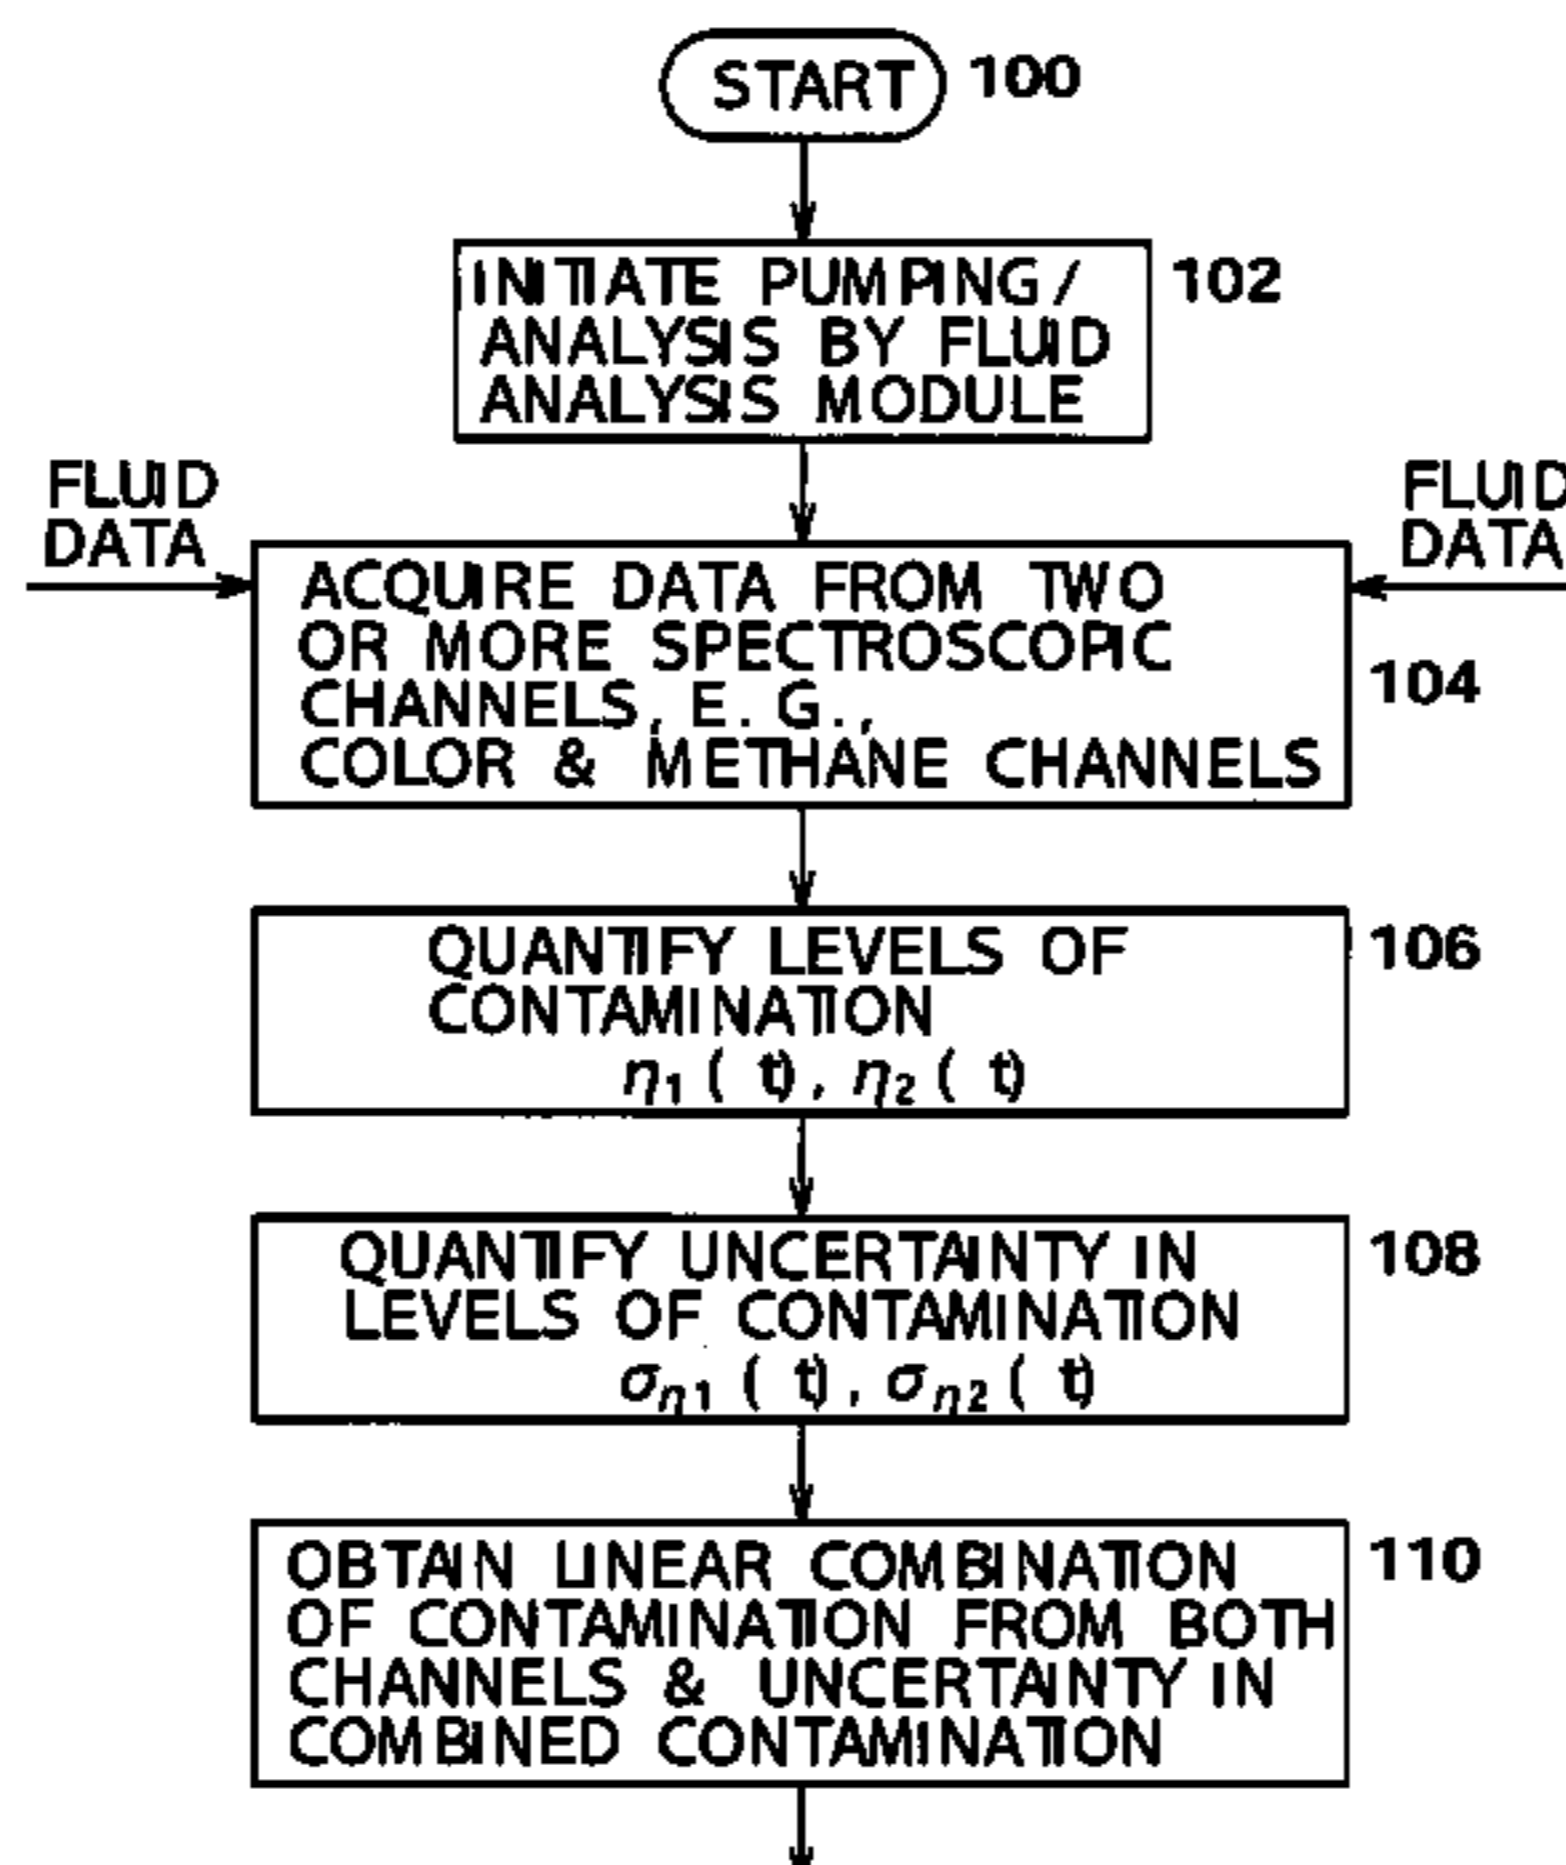 START 100
INITIATE PUMPING/ 102
ANALYSIS BY FLUID
ANALYSIS MODULE
FLUID
DATA
FLUID
DATA
ACQUIRE DATA FROM TWO
OR MORE SPECTROSCOPIC
CHANNELS, E.G.,
COLOR & METHANE CHANNELS
104
QUANTIFY LEVELS OF 106
CONTAMINATION
η₁(t), η₂(t)
QUANTIFY UNCERTAINTY IN 108
LEVELS OF CONTAMINATION
ση₁(t), ση₂(t)
OBTAIN LINEAR COMBINATION 110
OF CONTAMINATION FROM BOTH
CHANNELS & UNCERTAINTY IN
COMBINED CONTAMINATION